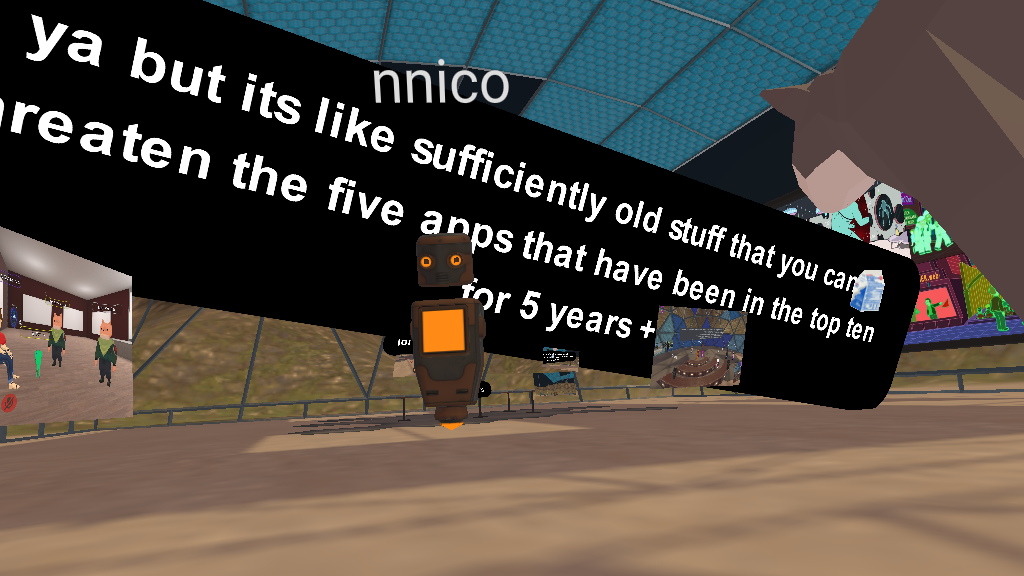 ya but its like sufficiently old stuff that you can
reaten the five apps that have been in the top ten
for 5 years +
nnico